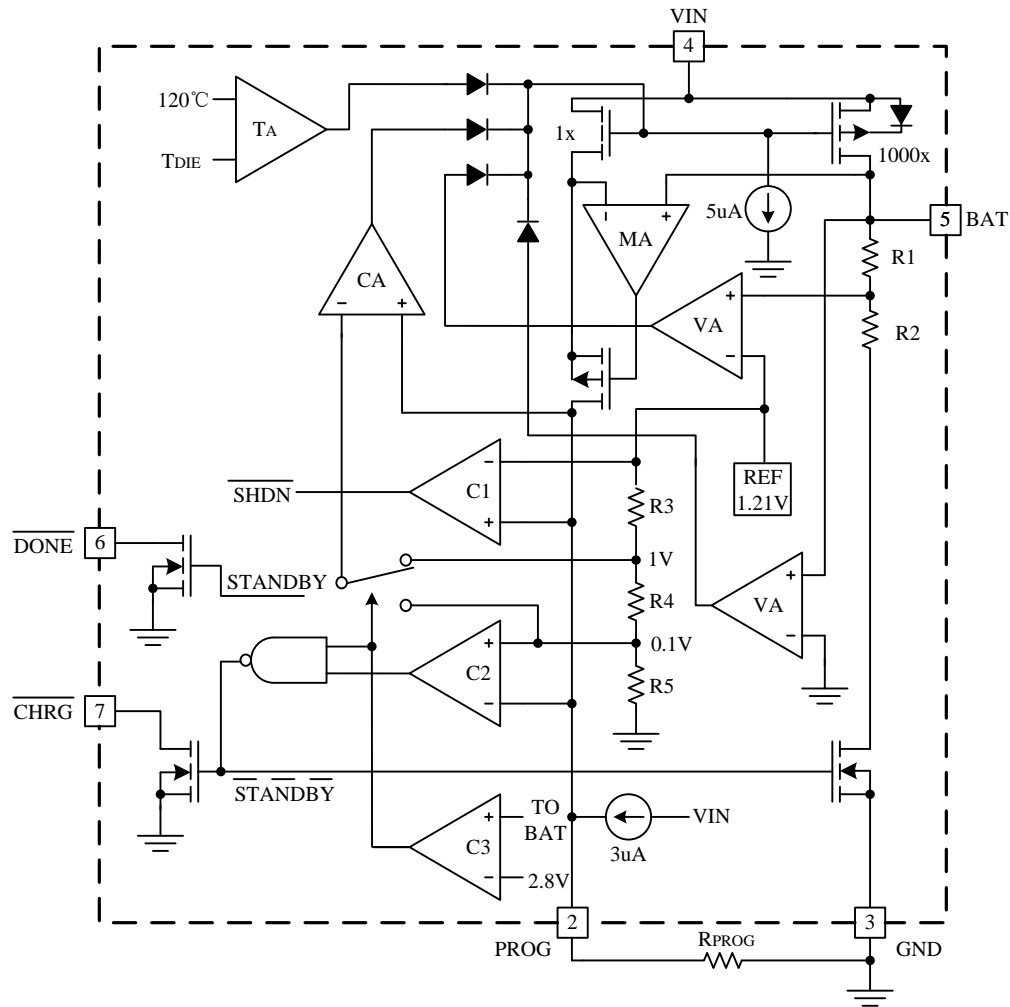 VIN
4
120℃
TA
TDIE
1x
1000x
MA
5uA
5
BAT
R1
CA
−
+
−
+
VA
+
−
R2
REF
1.21V
C1
−
+
SHDN
R3
6
DONE
STANDBY
1V
R4
VA
+
−
0.1V
C2
+
−
R5
CHRG
7
STANDBY
C3
+
−
TO
BAT
2.8V
3uA
VIN
2
PROG
RPROG
3
GND